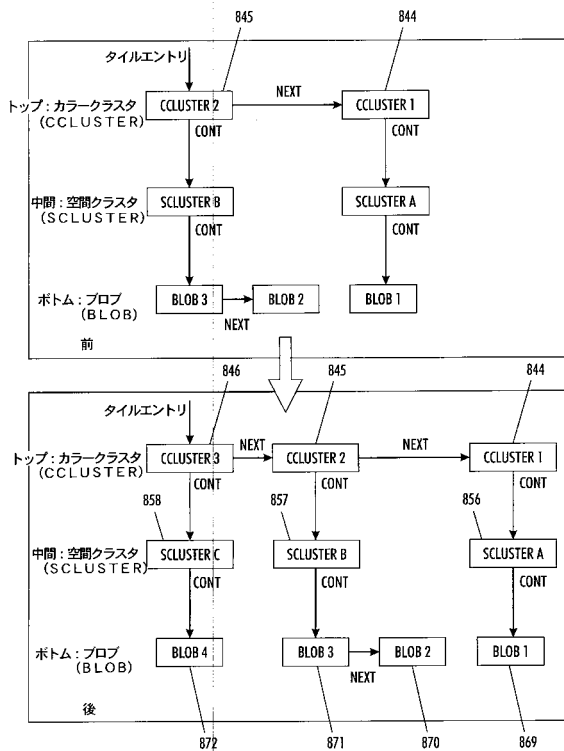 845 844
タイルエントリ
トップ:カラークラスタ CCLUSTER 2 NEXT CCLUSTER 1
(CCLUSTER) CONT CONT
中間:空間クラスタ SCLUSTER B SCLUSTER A
(SCLUSTER) CONT CONT
ボトム:ブロブ BLOB 3 BLOB 2 BLOB 1
(BLOB) NEXT
前
846 845 844
タイルエントリ
トップ:カラークラスタ CCLUSTER 3 NEXT CCLUSTER 2 NEXT CCLUSTER 1
(CCLUSTER) CONT CONT CONT
858 857 856
中間:空間クラスタ SCLUSTER C SCLUSTER B SCLUSTER A
(SCLUSTER) CONT CONT CONT
ボトム:ブロブ BLOB 4 BLOB 3 BLOB 2 BLOB 1
(BLOB) NEXT
後
872 871 870 869